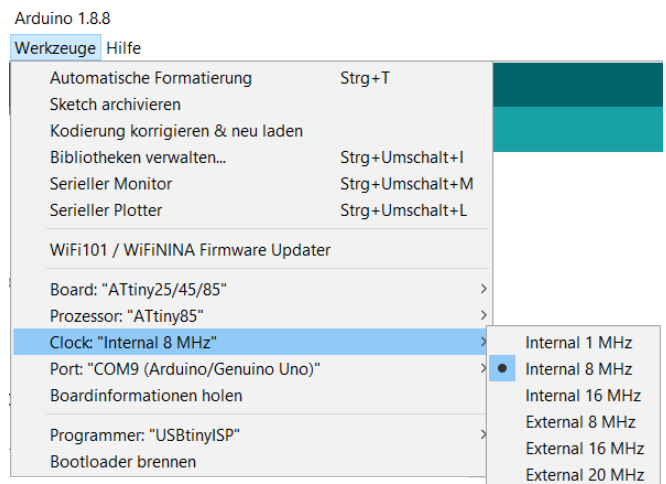 Arduino 1.8.8
Werkzeuge Hilfe
Automatische Formatierung Strg+T
Sketch archivieren
Kodierung korrigieren & neu laden
Bibliotheken verwalten... Strg+Umschalt+I
Serieller Monitor Strg+Umschalt+M
Serieller Plotter Strg+Umschalt+L
WiFi101 / WiFiNINA Firmware Updater
Board: "ATtiny25/45/85"
Prozessor: "ATtiny85"
Clock: "Internal 8 MHz"
Port: "COM9 (Arduino/Genuino Uno)"
Boardinformationen holen
Programmer: "USBtinyISP"
Bootloader brennen
Internal 1 MHz
Internal 8 MHz
Internal 16 MHz
External 8 MHz
External 16 MHz
External 20 MHz